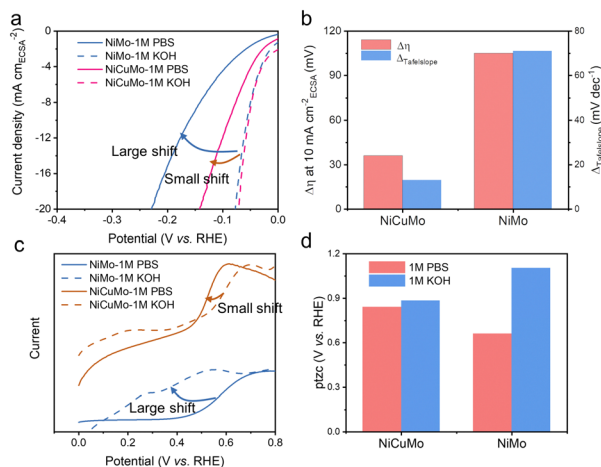 a
NiMo-1M PBS
NiMo-1M KOH
NiCuMo-1M PBS
NiCuMo-1M KOH
Large shift
Small shift
0
-4
-8
-12
-16
-20
-0.4 -0.3 -0.2 -0.1 0.0
Current density (mA cm_ECSA^-2)
Potential (V vs. RHE)
b
Δη
Δ_Tafelslope
120
90
60
30
0
80
60
40
20
0
NiCuMo NiMo
Δη at 10 mA cm^-2_ECSA (mV)
Δ_Tafelslope (mV dec^-1)
c
NiMo-1M PBS
NiMo-1M KOH
NiCuMo-1M PBS
NiCuMo-1M KOH
Small shift
Large shift
0.0 0.2 0.4 0.6 0.8
Current
Potential (V vs. RHE)
d
1M PBS
1M KOH
1.2
0.9
0.6
0.3
0.0
NiCuMo NiMo
ptzc (V vs. RHE)